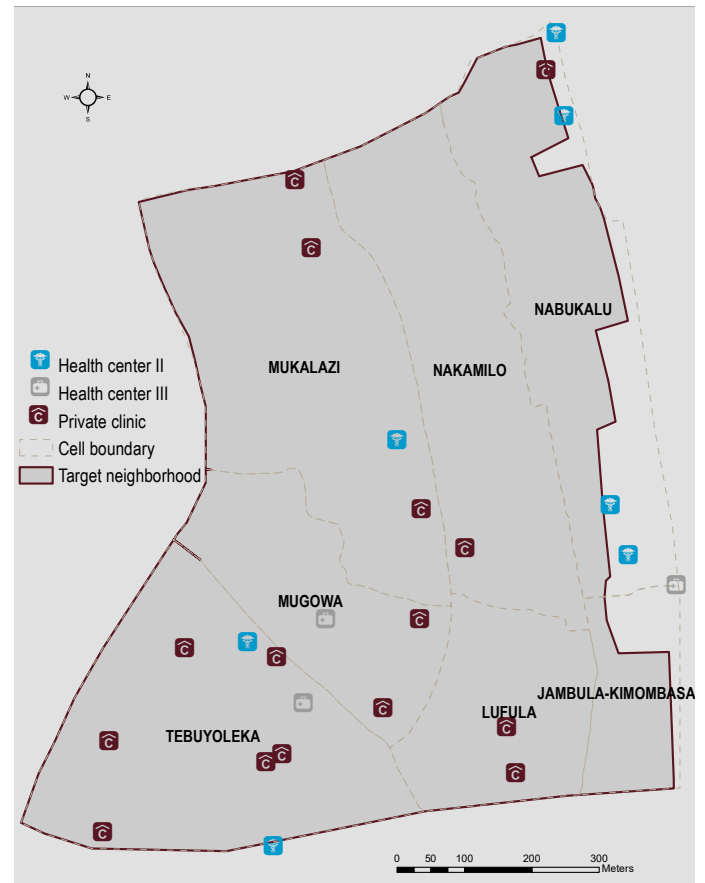 N
W E
S
NABUKALU
MUKALAZI
NAKAMILO
Health center II
Health center III
C Private clinic
Cell boundary
Target neighborhood
MUGOWA
JAMBULA-KIMOMBASA
LUFULA
TEBUYOLEKA
0 50 100 200 300
Meters